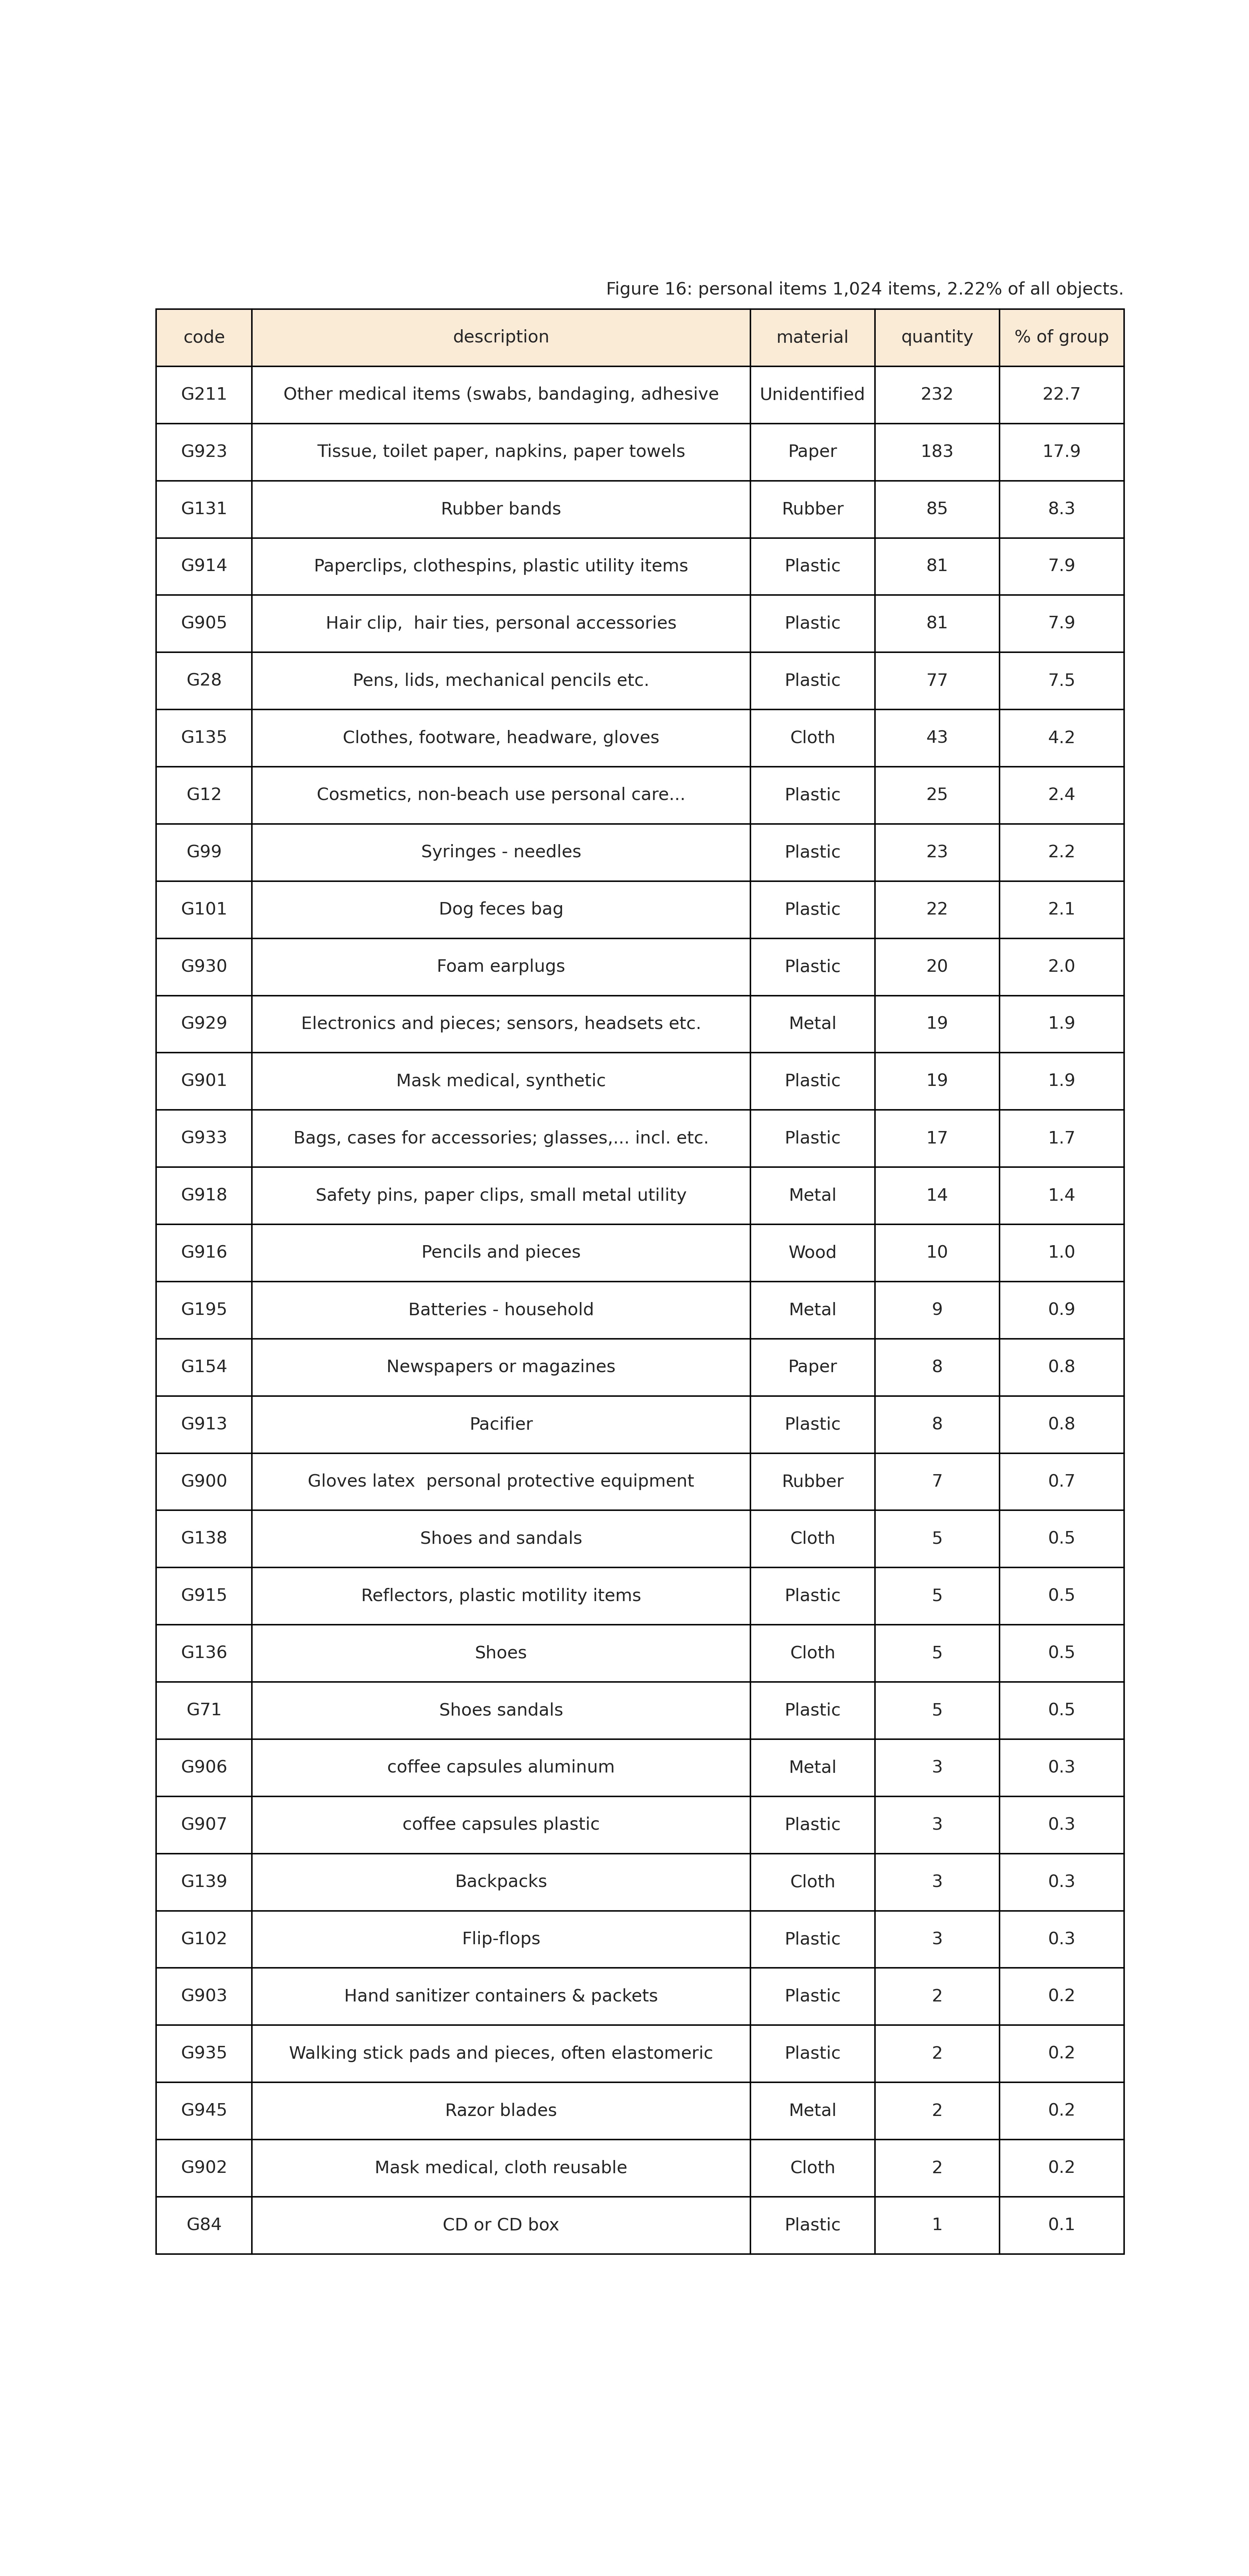 Figure 16: personal items 1,024 items, 2.22% of all objects.
code description material quantity % of group
G211 Other medical items (swabs, bandaging, adhesive Unidentified 232 22.7
G923 Tissue, toilet paper, napkins, paper towels Paper 183 17.9
G131 Rubber bands Rubber 85 8.3
G914 Paperclips, clothespins, plastic utility items Plastic 81 7.9
G905 Hair clip,  hair ties, personal accessories Plastic 81 7.9
G28 Pens, lids, mechanical pencils etc. Plastic 77 7.5
G135 Clothes, footware, headware, gloves Cloth 43 4.2
G12 Cosmetics, non-beach use personal care... Plastic 25 2.4
G99 Syringes - needles Plastic 23 2.2
G101 Dog feces bag Plastic 22 2.1
G930 Foam earplugs Plastic 20 2.0
G929 Electronics and pieces; sensors, headsets etc. Metal 19 1.9
G901 Mask medical, synthetic Plastic 19 1.9
G933 Bags, cases for accessories; glasses,... incl. etc. Plastic 17 1.7
G918 Safety pins, paper clips, small metal utility Metal 14 1.4
G916 Pencils and pieces Wood 10 1.0
G195 Batteries - household Metal 9 0.9
G154 Newspapers or magazines Paper 8 0.8
G913 Pacifier Plastic 8 0.8
G900 Gloves latex  personal protective equipment Rubber 7 0.7
G138 Shoes and sandals Cloth 5 0.5
G915 Reflectors, plastic motility items Plastic 5 0.5
G136 Shoes Cloth 5 0.5
G71 Shoes sandals Plastic 5 0.5
G906 coffee capsules aluminum Metal 3 0.3
G907 coffee capsules plastic Plastic 3 0.3
G139 Backpacks Cloth 3 0.3
G102 Flip-flops Plastic 3 0.3
G903 Hand sanitizer containers & packets Plastic 2 0.2
G935 Walking stick pads and pieces, often elastomeric Plastic 2 0.2
G945 Razor blades Metal 2 0.2
G902 Mask medical, cloth reusable Cloth 2 0.2
G84 CD or CD box Plastic 1 0.1